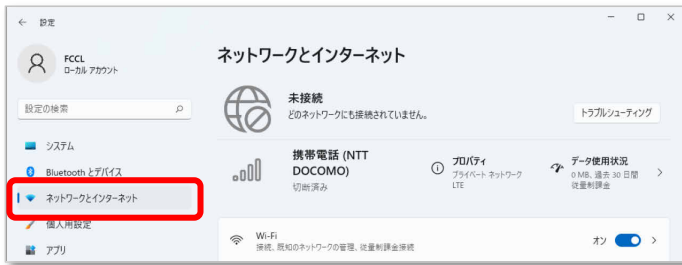 ← 設定
FCCL
ローカル アカウント
設定の検索
システム
Bluetooth とデバイス
ネットワークとインターネット
個人用設定
アプリ
ネットワークとインターネット
未接続
どのネットワークにも接続されていません。
トラブルシューティング
携帯電話 (NTT
DOCOMO)
切断済み
プロパティ
プライベート ネットワーク
LTE
データ使用状況
0 MB、過去 30 日間
従量制課金
Wi-Fi
接続、既知のネットワークの管理、従量制課金接続
オン